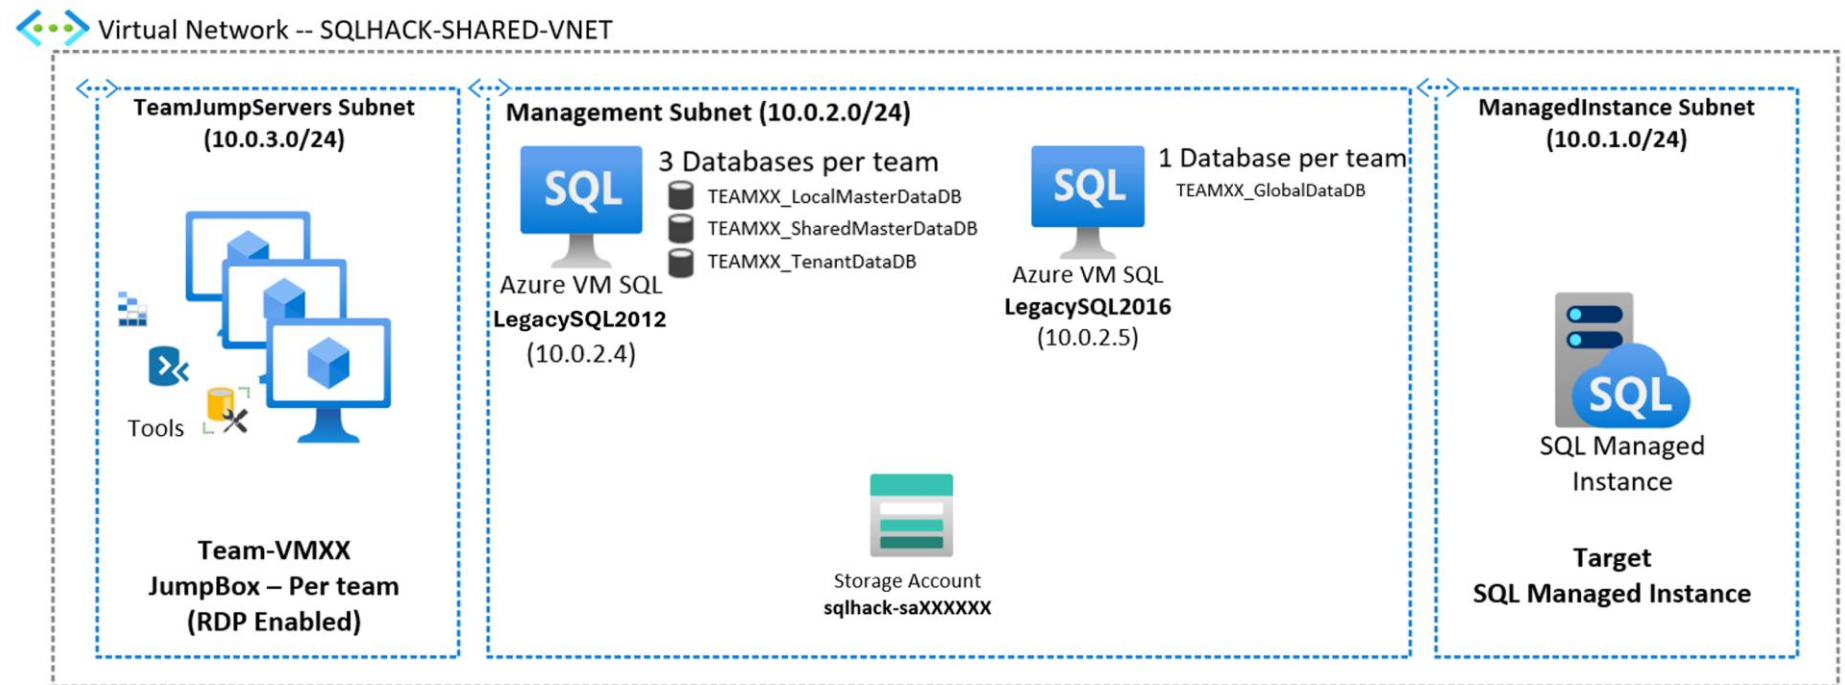 Virtual Network -- SQLHACK-SHARED-VNET
TeamJumpServers Subnet
(10.0.3.0/24)
Tools
Team-VMXX
JumpBox – Per team
(RDP Enabled)
Management Subnet (10.0.2.0/24)
SQL
3 Databases per team
TEAMXX_LocalMasterDataDB
TEAMXX_SharedMasterDataDB
TEAMXX_TenantDataDB
Azure VM SQL
LegacySQL2012
(10.0.2.4)
SQL
1 Database per team
TEAMXX_GlobalDataDB
Azure VM SQL
LegacySQL2016
(10.0.2.5)
Storage Account
sqlhack-saXXXXXX
ManagedInstance Subnet
(10.0.1.0/24)
SQL
SQL Managed
Instance
Target
SQL Managed Instance